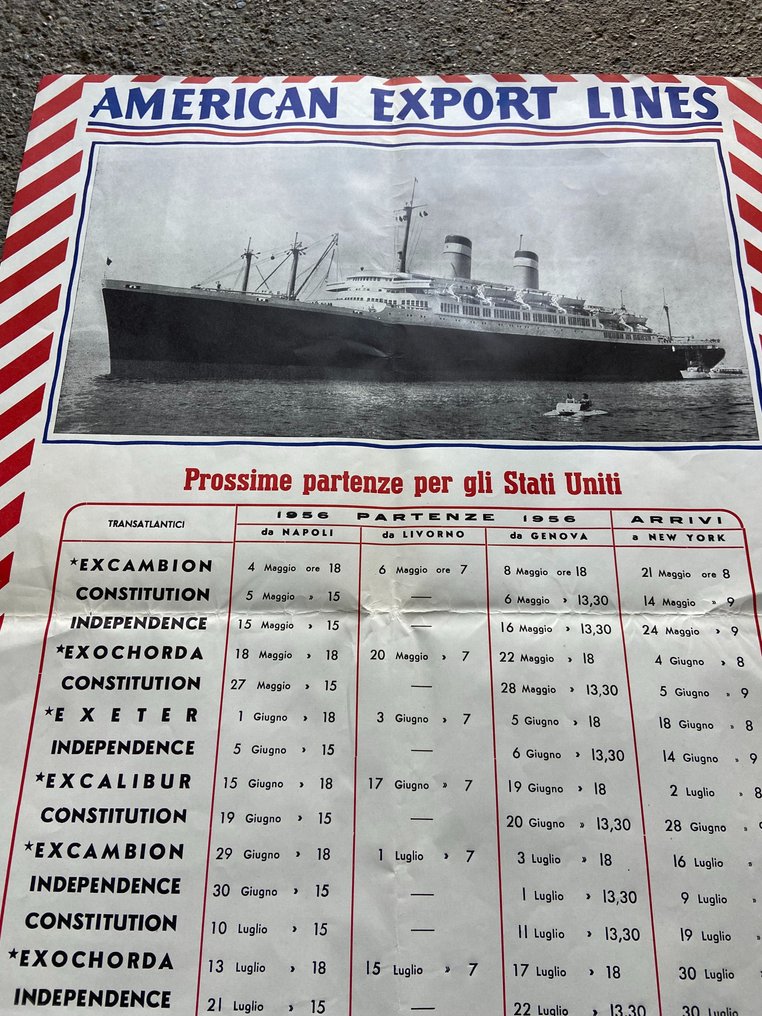 AMERICAN EXPORT LINES
Prossime partenze per gli Stati Uniti
TRANSATLANTICI 1956 PARTENZE 1956 ARRIVI
da NAPOLI da LIVORNO da GENOVA a NEW YORK
*EXCAMBION 4 Maggio ore 18 6 Maggio ore 7 8 Maggio ore 18 21 Maggio ore 8
CONSTITUTION 5 Maggio » 15 — 6 Maggio » 13,30 14 Maggio » 9
INDEPENDENCE 15 Maggio » 15 — 16 Maggio » 13,30 24 Maggio » 9
*EXOCHORDA 18 Maggio » 18 20 Maggio » 7 22 Maggio » 18 4 Giugno » 8
CONSTITUTION 27 Maggio » 15 — 28 Maggio » 13,30 5 Giugno » 9
*EXETER 1 Giugno » 18 3 Giugno » 7 5 Giugno » 18 18 Giugno » 8
INDEPENDENCE 5 Giugno » 15 — 6 Giugno » 13,30 14 Giugno » 9
*EXCALIBUR 15 Giugno » 18 17 Giugno » 7 19 Giugno » 18 2 Luglio » 8
CONSTITUTION 19 Giugno » 15 — 20 Giugno » 13,30 28 Giugno »
*EXCAMBION 29 Giugno » 18 1 Luglio » 7 3 Luglio » 18 16 Luglio »
INDEPENDENCE 30 Giugno » 15 — 1 Luglio » 13,30 9 Luglio »
CONSTITUTION 10 Luglio » 15 — 11 Luglio » 13,30 19 Luglio »
*EXOCHORDA 13 Luglio » 18 15 Luglio » 7 17 Luglio » 18 30 Luglio
INDEPENDENCE 21 Luglio » 15 — 22 Luglio » 13,30 30 Luglio